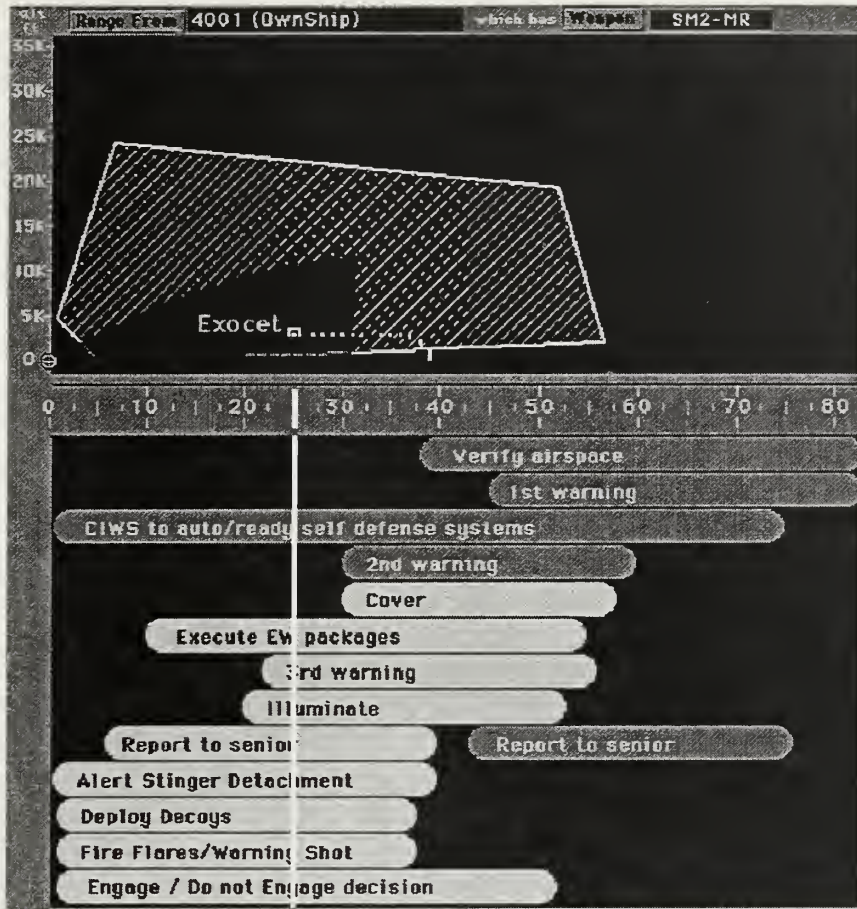 Range From 4001 (OwnShip) which has Weapon SM2-MR
35K
30K
25K
20K
15K
10K
5K
Exocet
0
0 10 20 30 40 50 60 70 80
Verify airspace
1st warning
CIWS to auto/ready self defense systems
2nd warning
Cover
Execute EW packages
3rd warning
Illuminate
Report to senior Report to senior
Alert Stinger Detachment
Deploy Decoys
Fire Flares/Warning Shot
Engage / Do not Engage decision